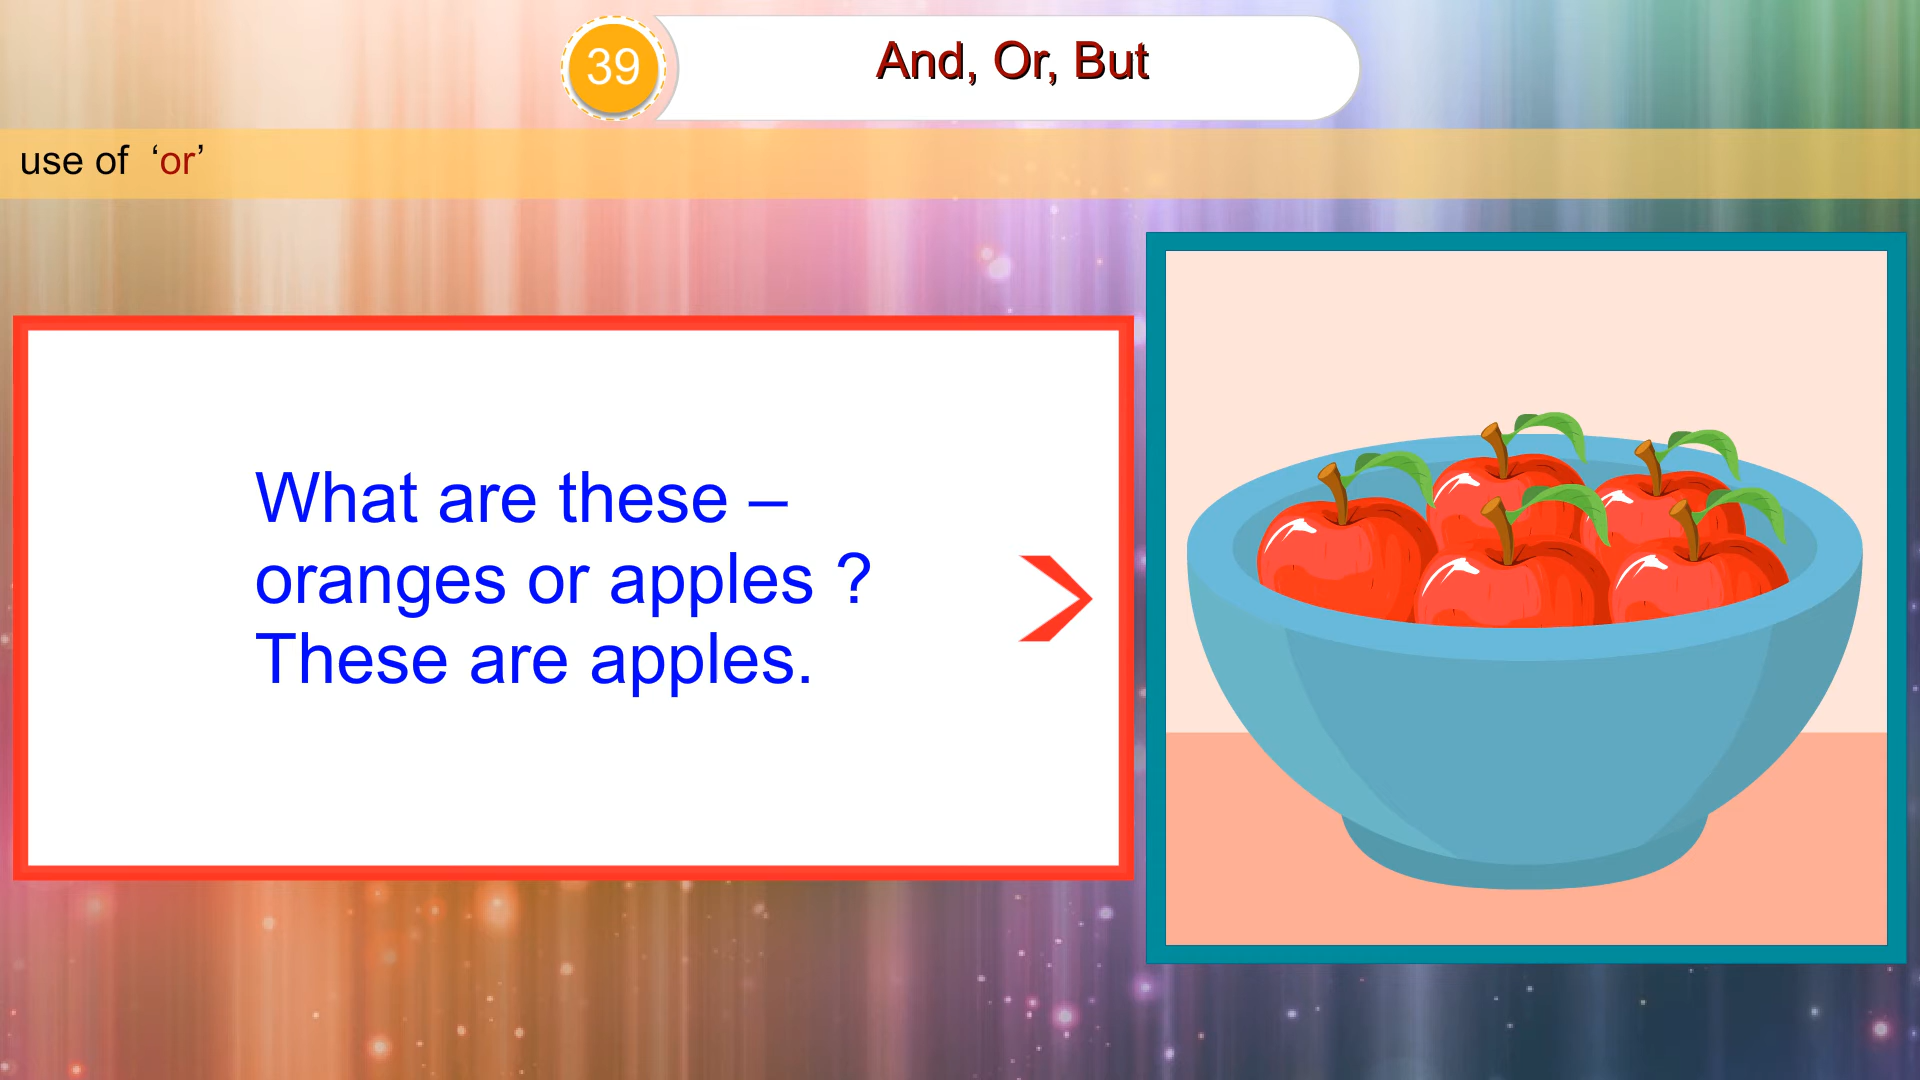 39
And, Or, But
use of ‘or’
What are these –
oranges or apples ?
These are apples.